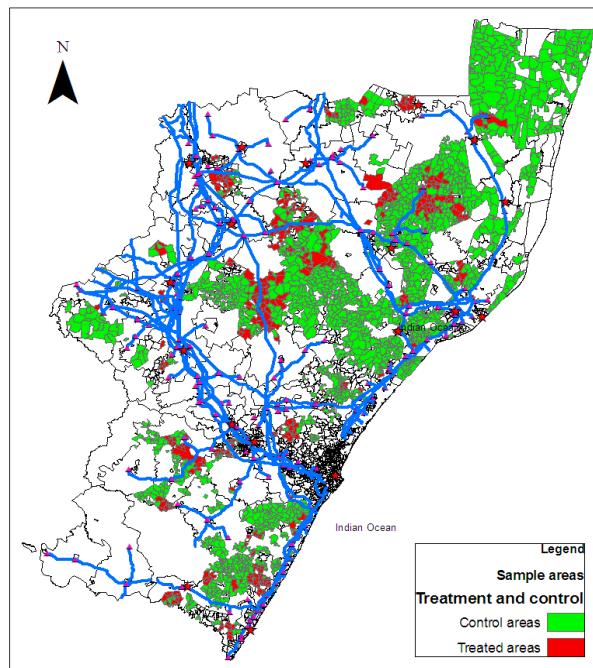 N
Indian Ocean
Indian Ocean
Legend
Sample areas
Treatment and control
Control areas
Treated areas